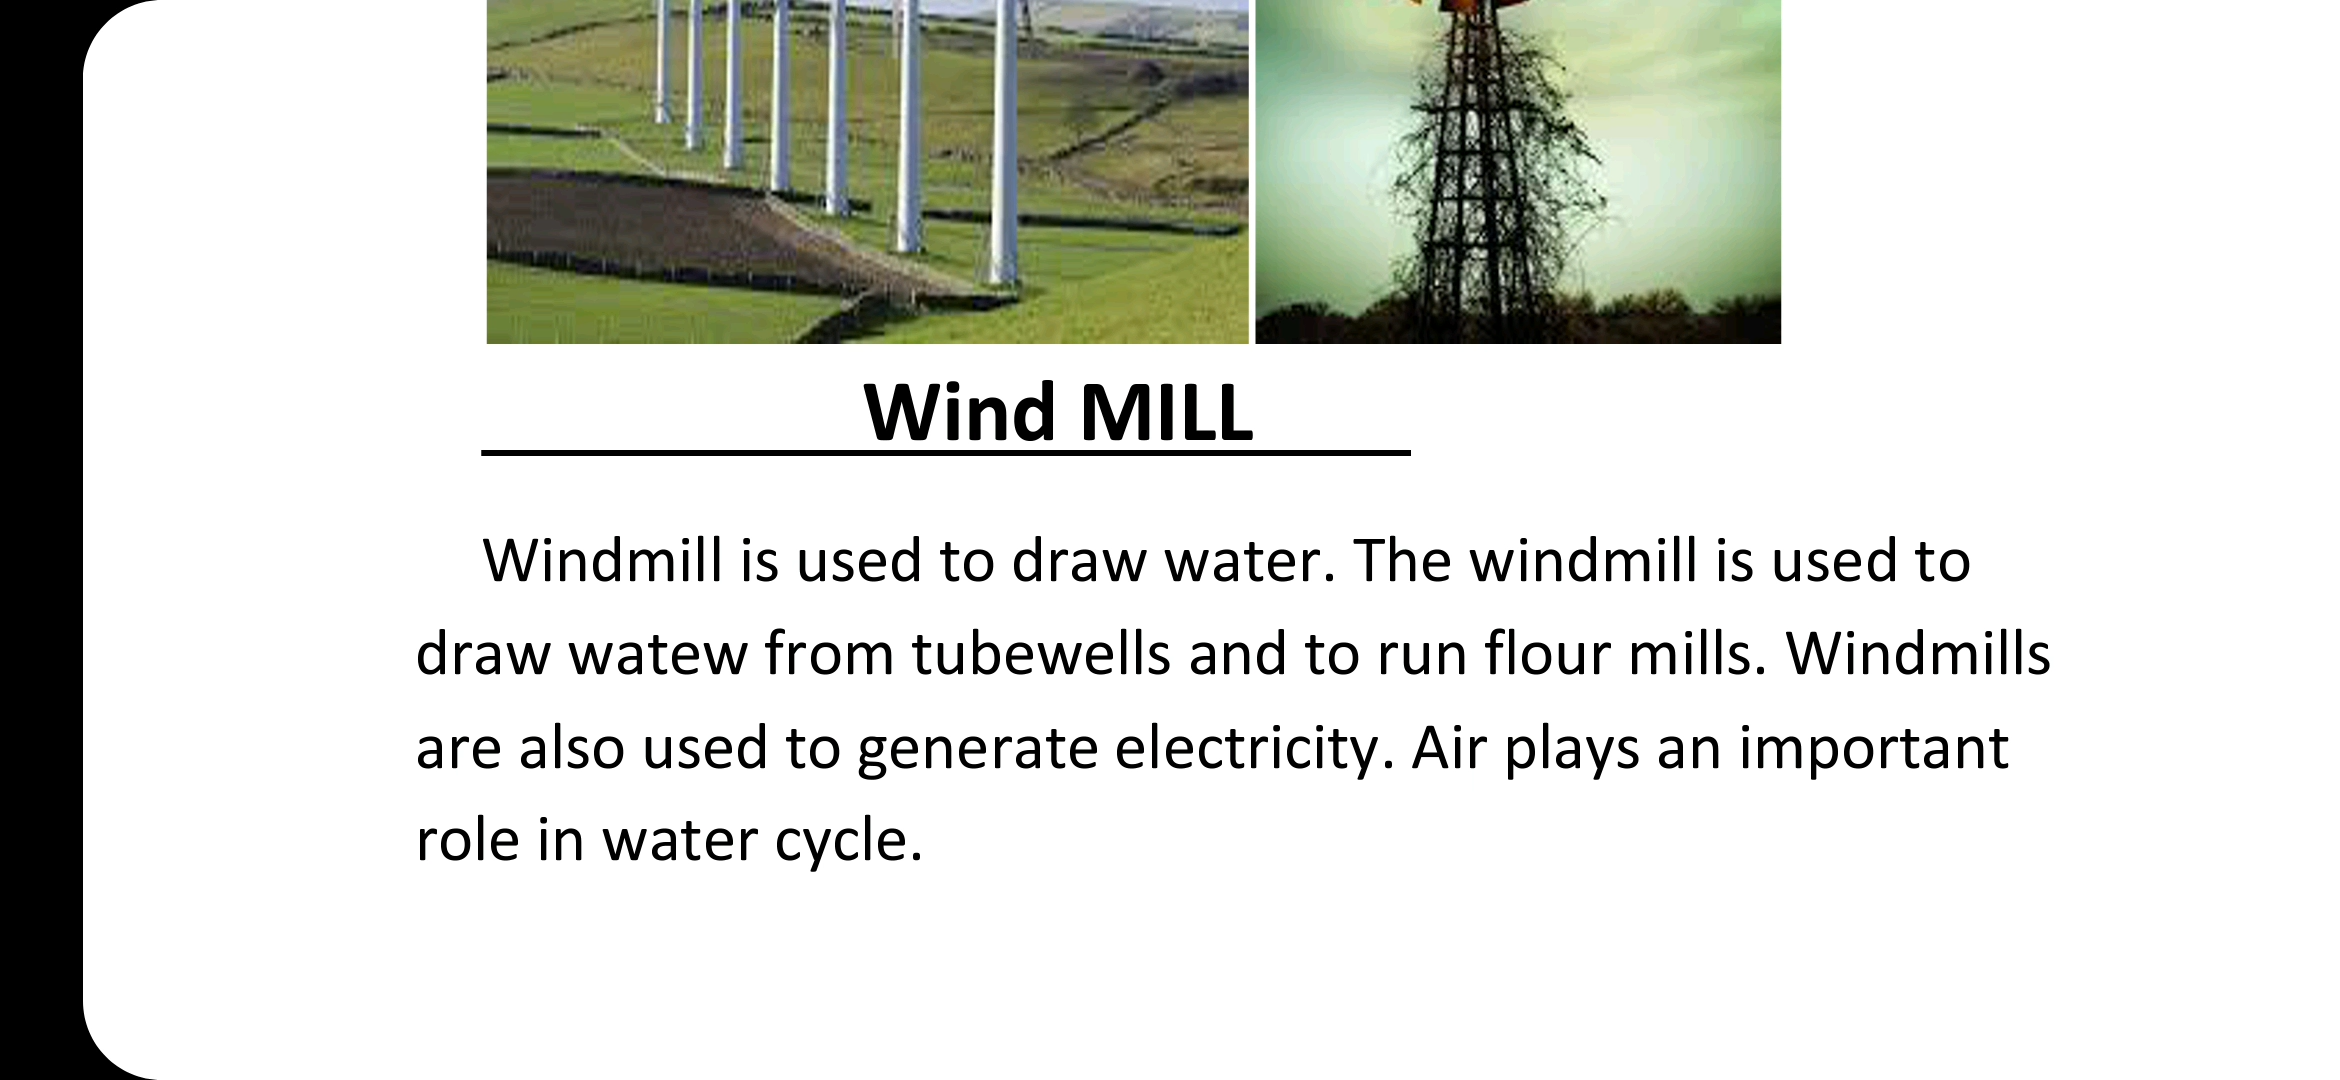 Wind MILL
Windmill is used to draw water. The windmill is used to
draw watew from tubewells and to run flour mills. Windmills
are also used to generate electricity. Air plays an important
role in water cycle.